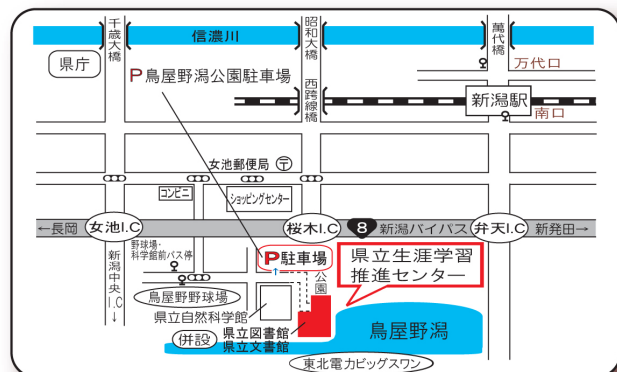 千歳大橋
信濃川
昭和大橋
萬代橋
県庁
P鳥屋野潟公園駐車場
西跨線橋
万代口
新潟駅
南口
女池郵便局 〒
コンビニ
ショッピングセンター
←長岡
女池I.C
桜木I.C
8
新潟バイパス
弁天I.C
新発田→
新潟中央I.C↓
野球場・
科学館前バス停
P駐車場
公園
県立生涯学習
推進センター
鳥屋野野球場
県立自然科学館
併設
県立図書館
県立文書館
鳥屋野潟
東北電力ビッグスワン